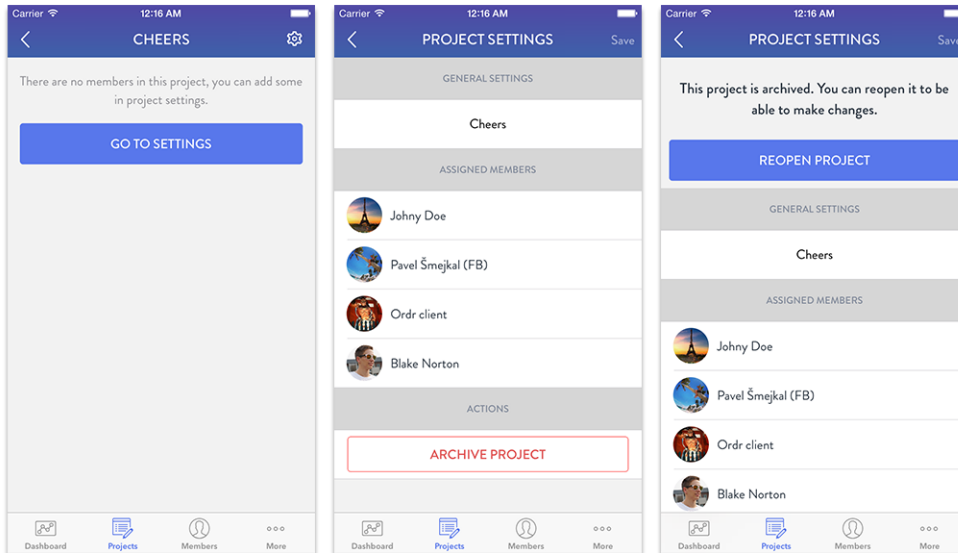 Carrier 12:16 AM
CHEERS
There are no members in this project, you can add some
in project settings.
GO TO SETTINGS
Dashboard Projects Members More
Carrier 12:16 AM
PROJECT SETTINGS Save
GENERAL SETTINGS
Cheers
ASSIGNED MEMBERS
Johny Doe
Pavel Šmejkal (FB)
Ordr client
Blake Norton
ACTIONS
ARCHIVE PROJECT
Dashboard Projects Members More
Carrier 12:16 AM
PROJECT SETTINGS Save
This project is archived. You can reopen it to be
able to make changes.
REOPEN PROJECT
GENERAL SETTINGS
Cheers
ASSIGNED MEMBERS
Johny Doe
Pavel Šmejkal (FB)
Ordr client
Blake Norton
Dashboard Projects Members More